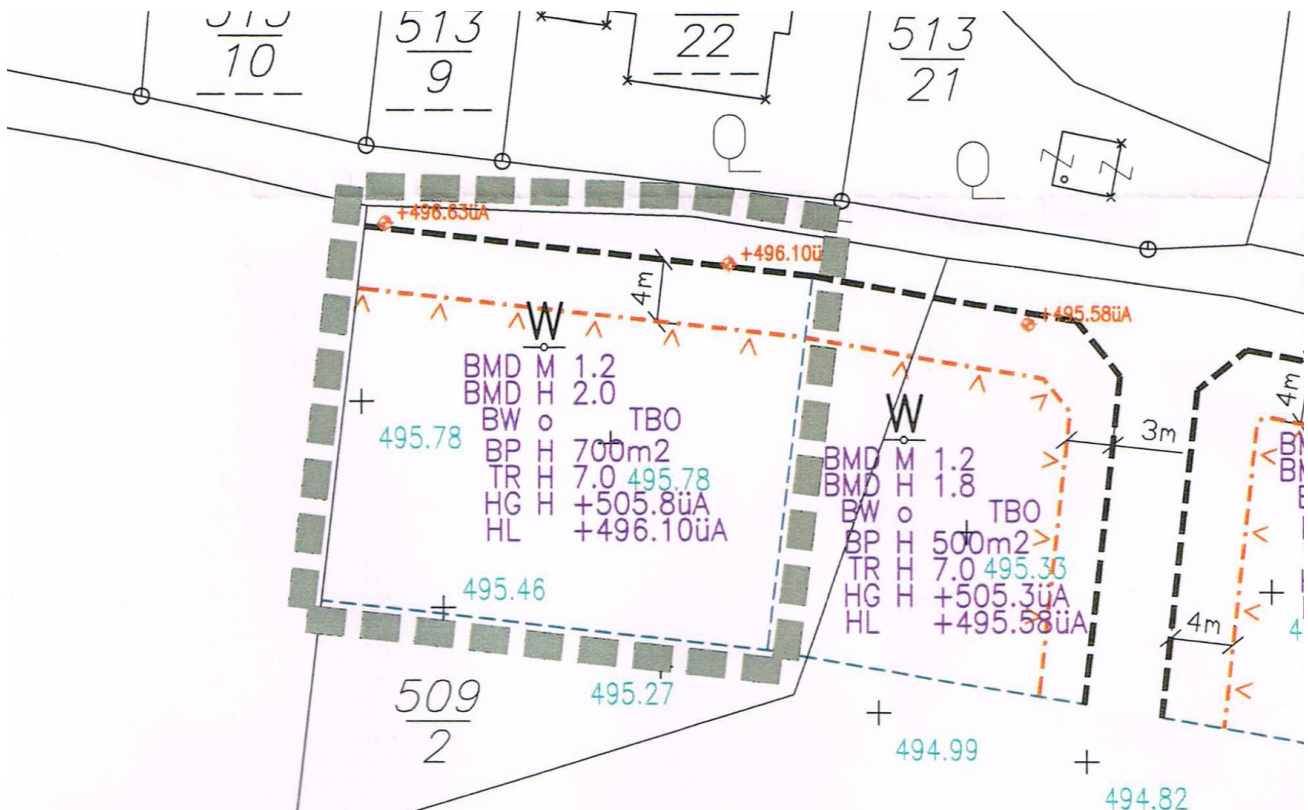 513
10
513
9
22
513
21
+496.63üA
+496.10ü
+495.58üA
4m
W
BMD M 1.2
BMD H 2.0
BW o TBO
BP H 700m2
TR H 7.0
HG H +505.8üA
HL +496.10üA
495.78
495.78
495.46
495.27
W
BMD M 1.2
BMD H 1.8
BW o TBO
BP H 500m2
TR H 7.0
HG H +505.3üA
HL +495.58üA
495.33
3m
4m
4m
509
2
494.99
494.82